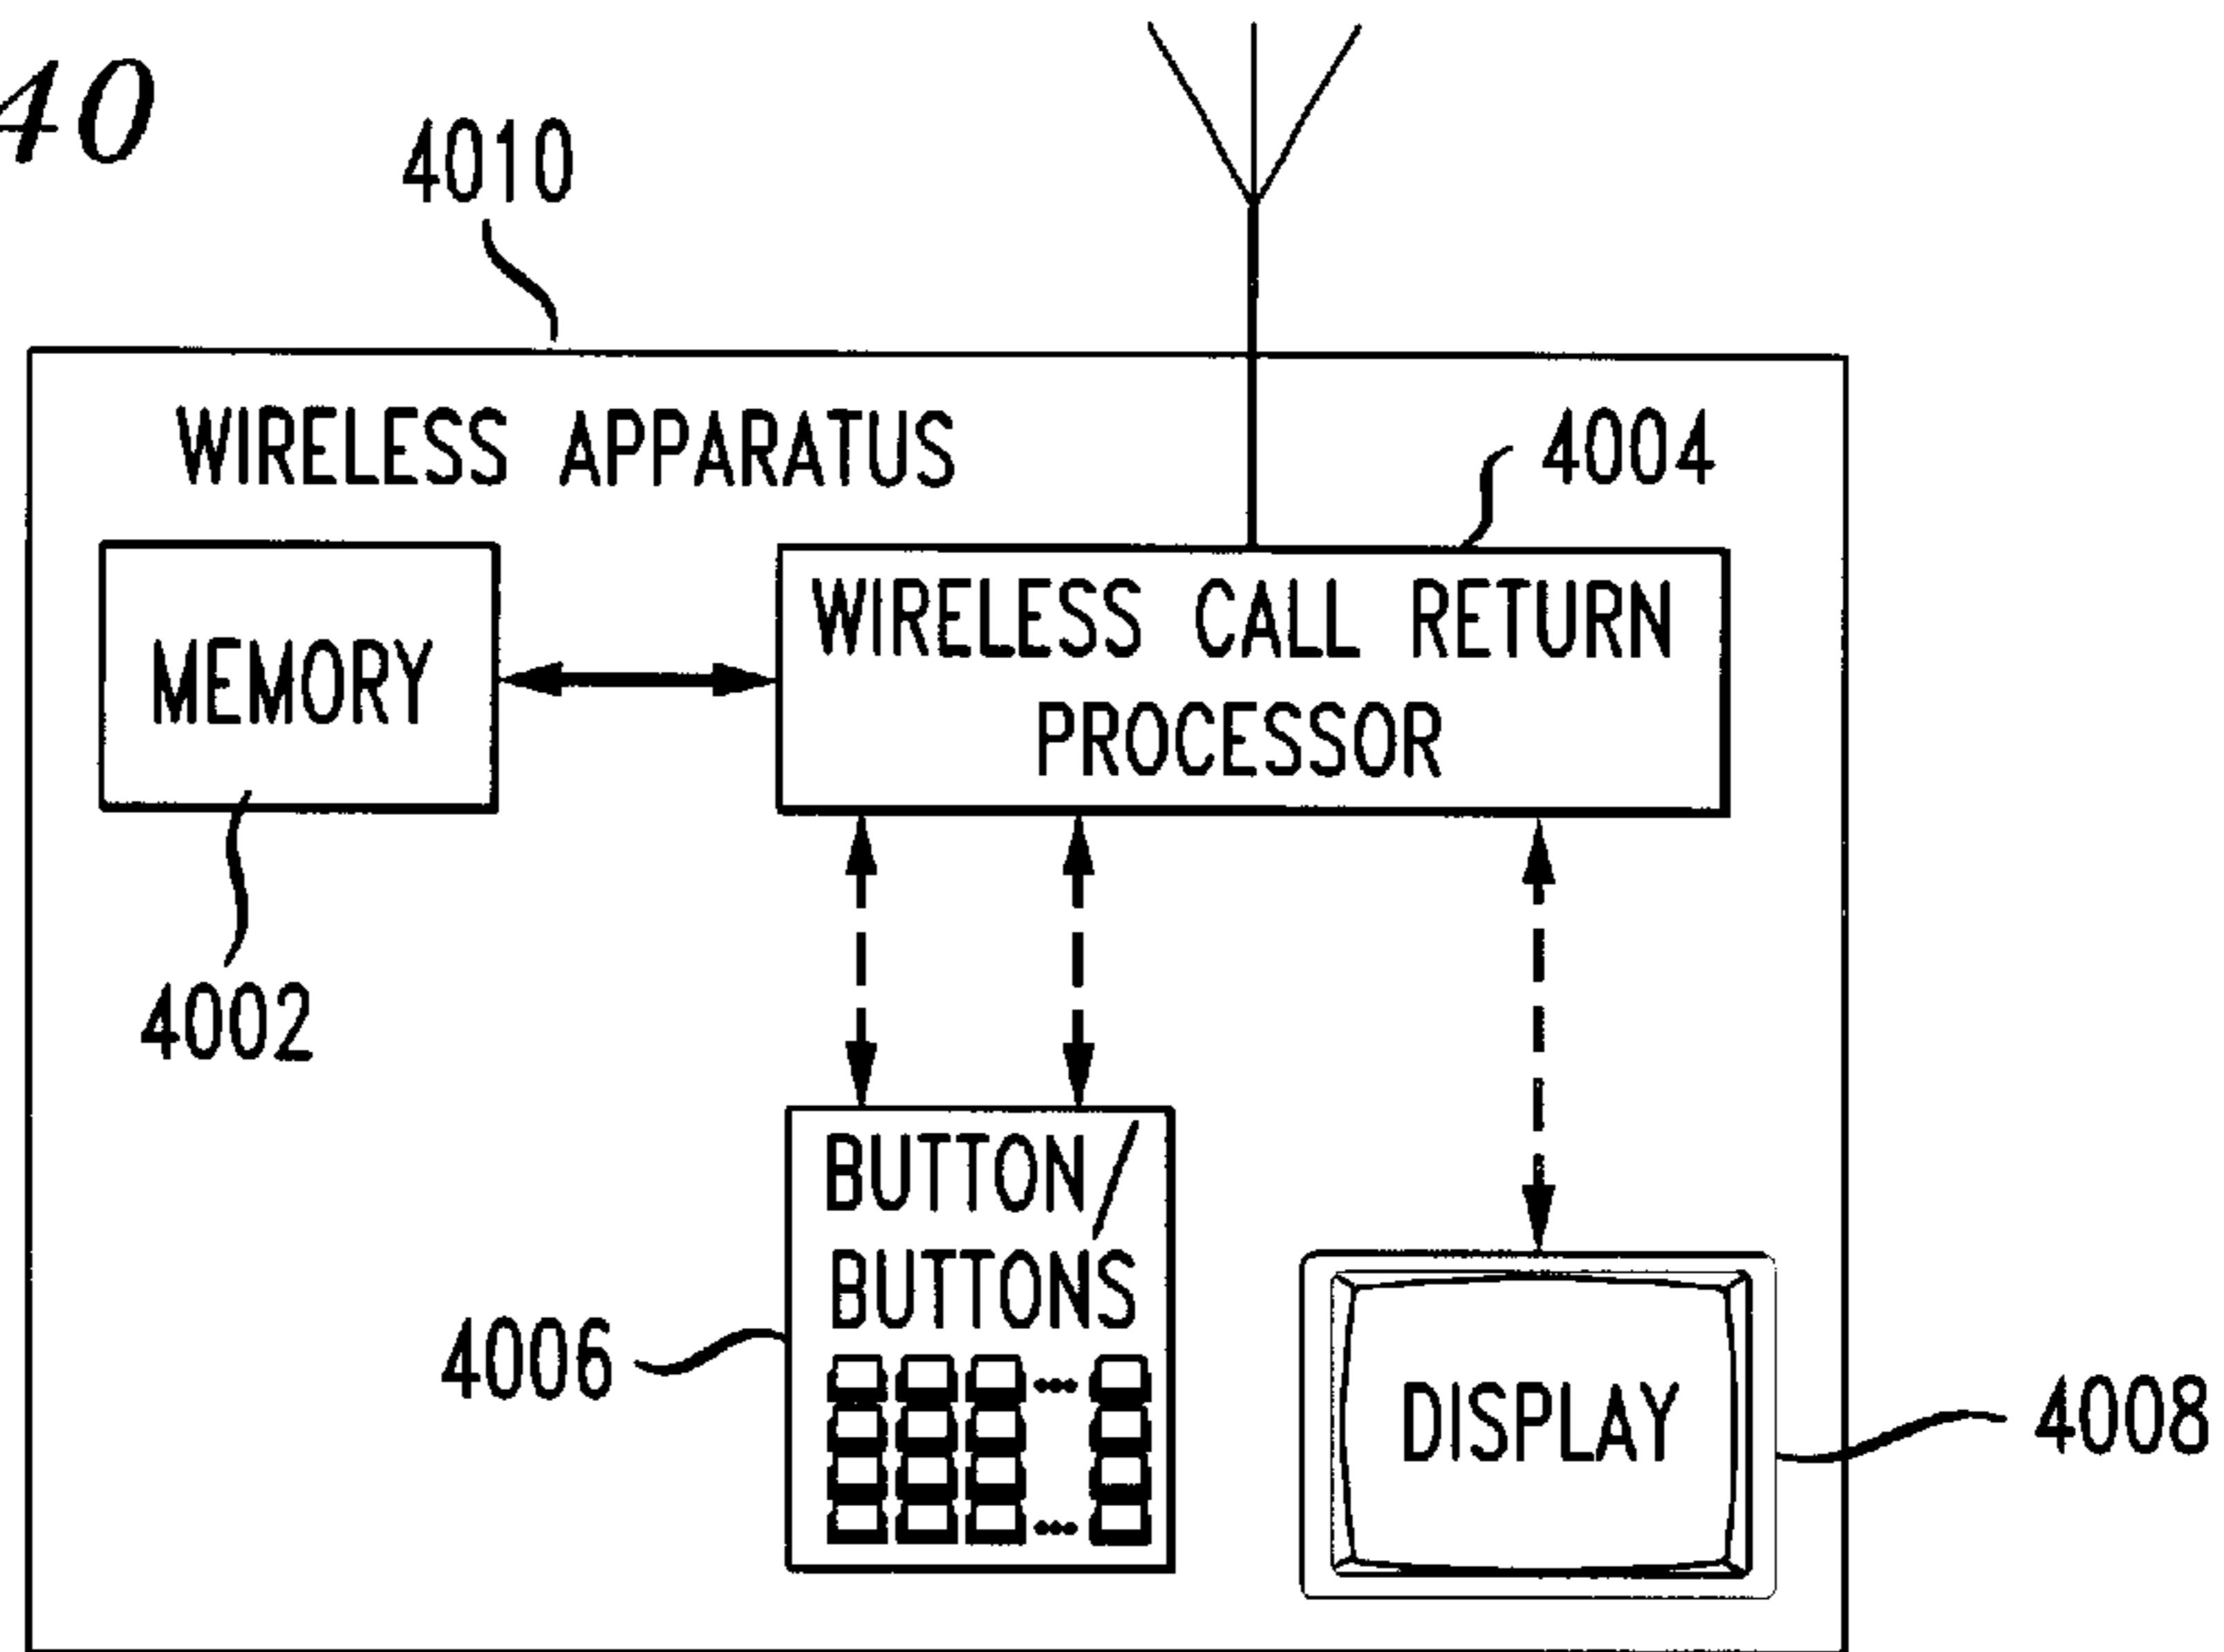 40
4010
WIRELESS APPARATUS
4004
MEMORY
WIRELESS CALL RETURN
PROCESSOR
4002
BUTTON/
BUTTONS
4006
DISPLAY
4008